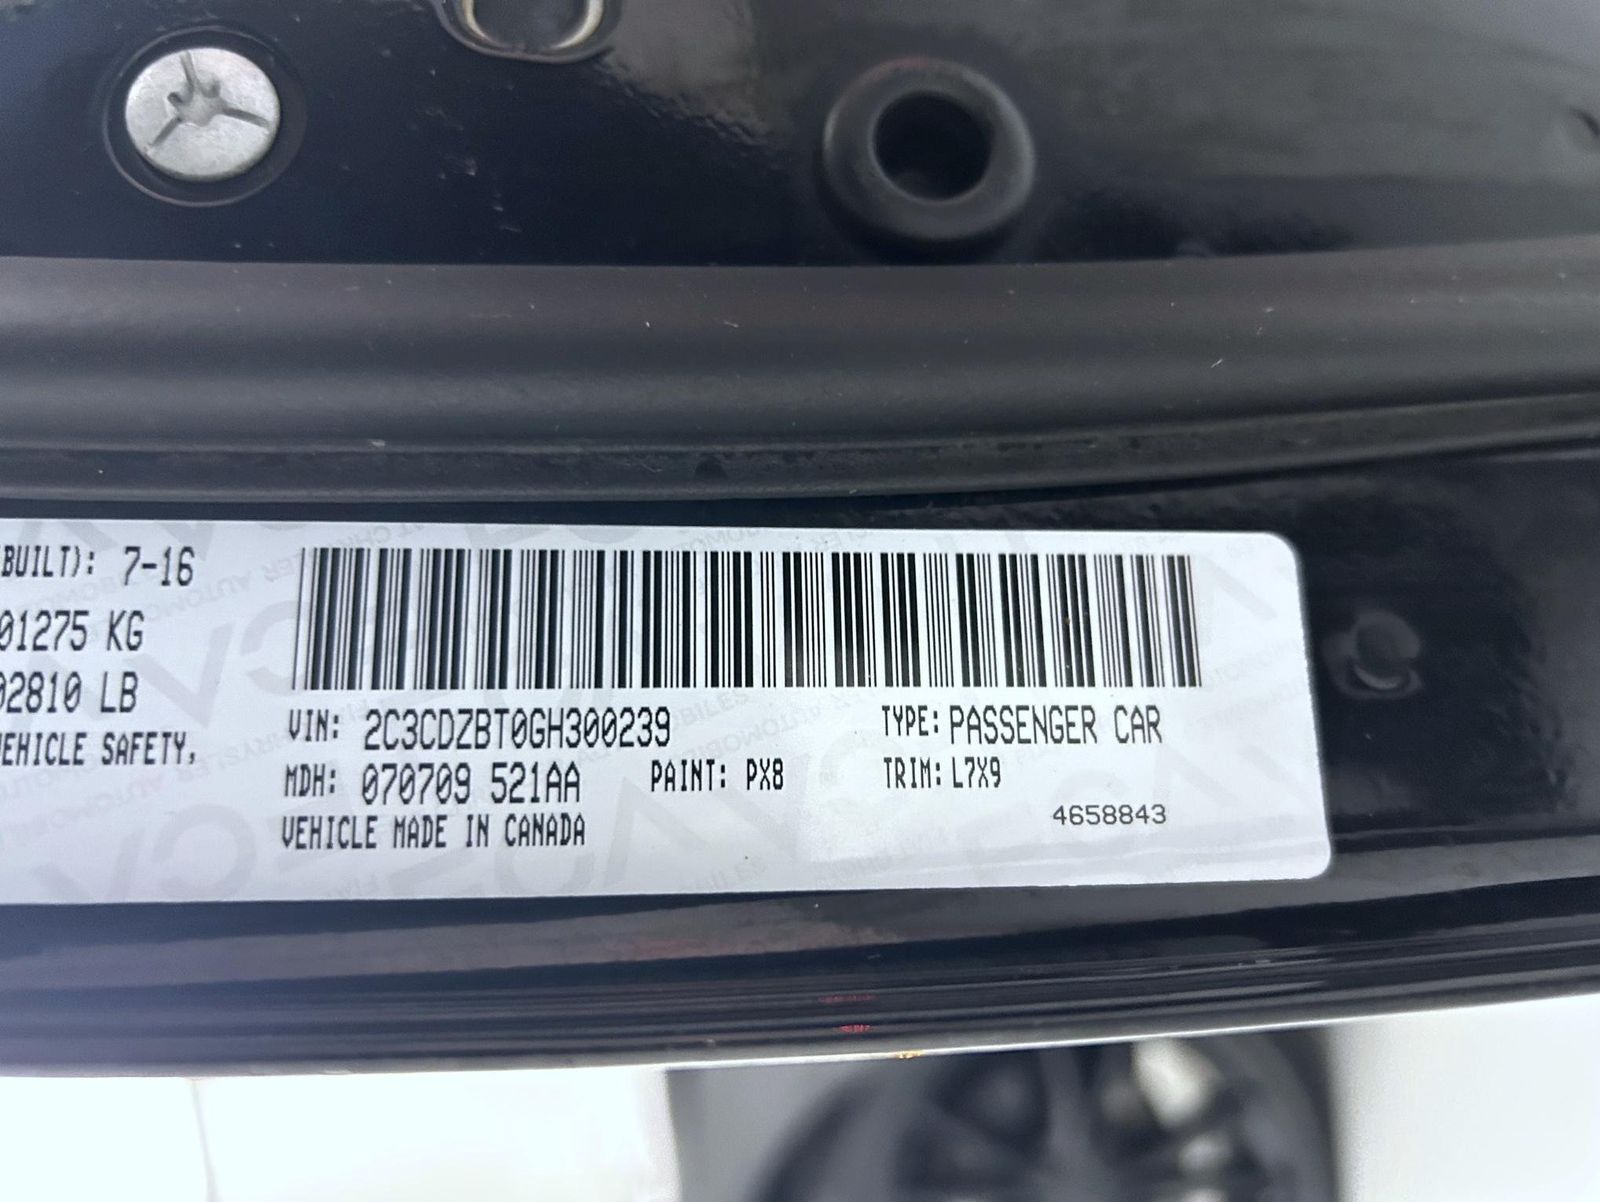 BUILT): 7-16
01275 KG
02810 LB
VEHICLE SAFETY,
VIN: 2C3CDZBT0GH300239 TYPE: PASSENGER CAR
MDH: 070709 521AA PAINT: PX8 TRIM: L7X9
4658843
VEHICLE MADE IN CANADA